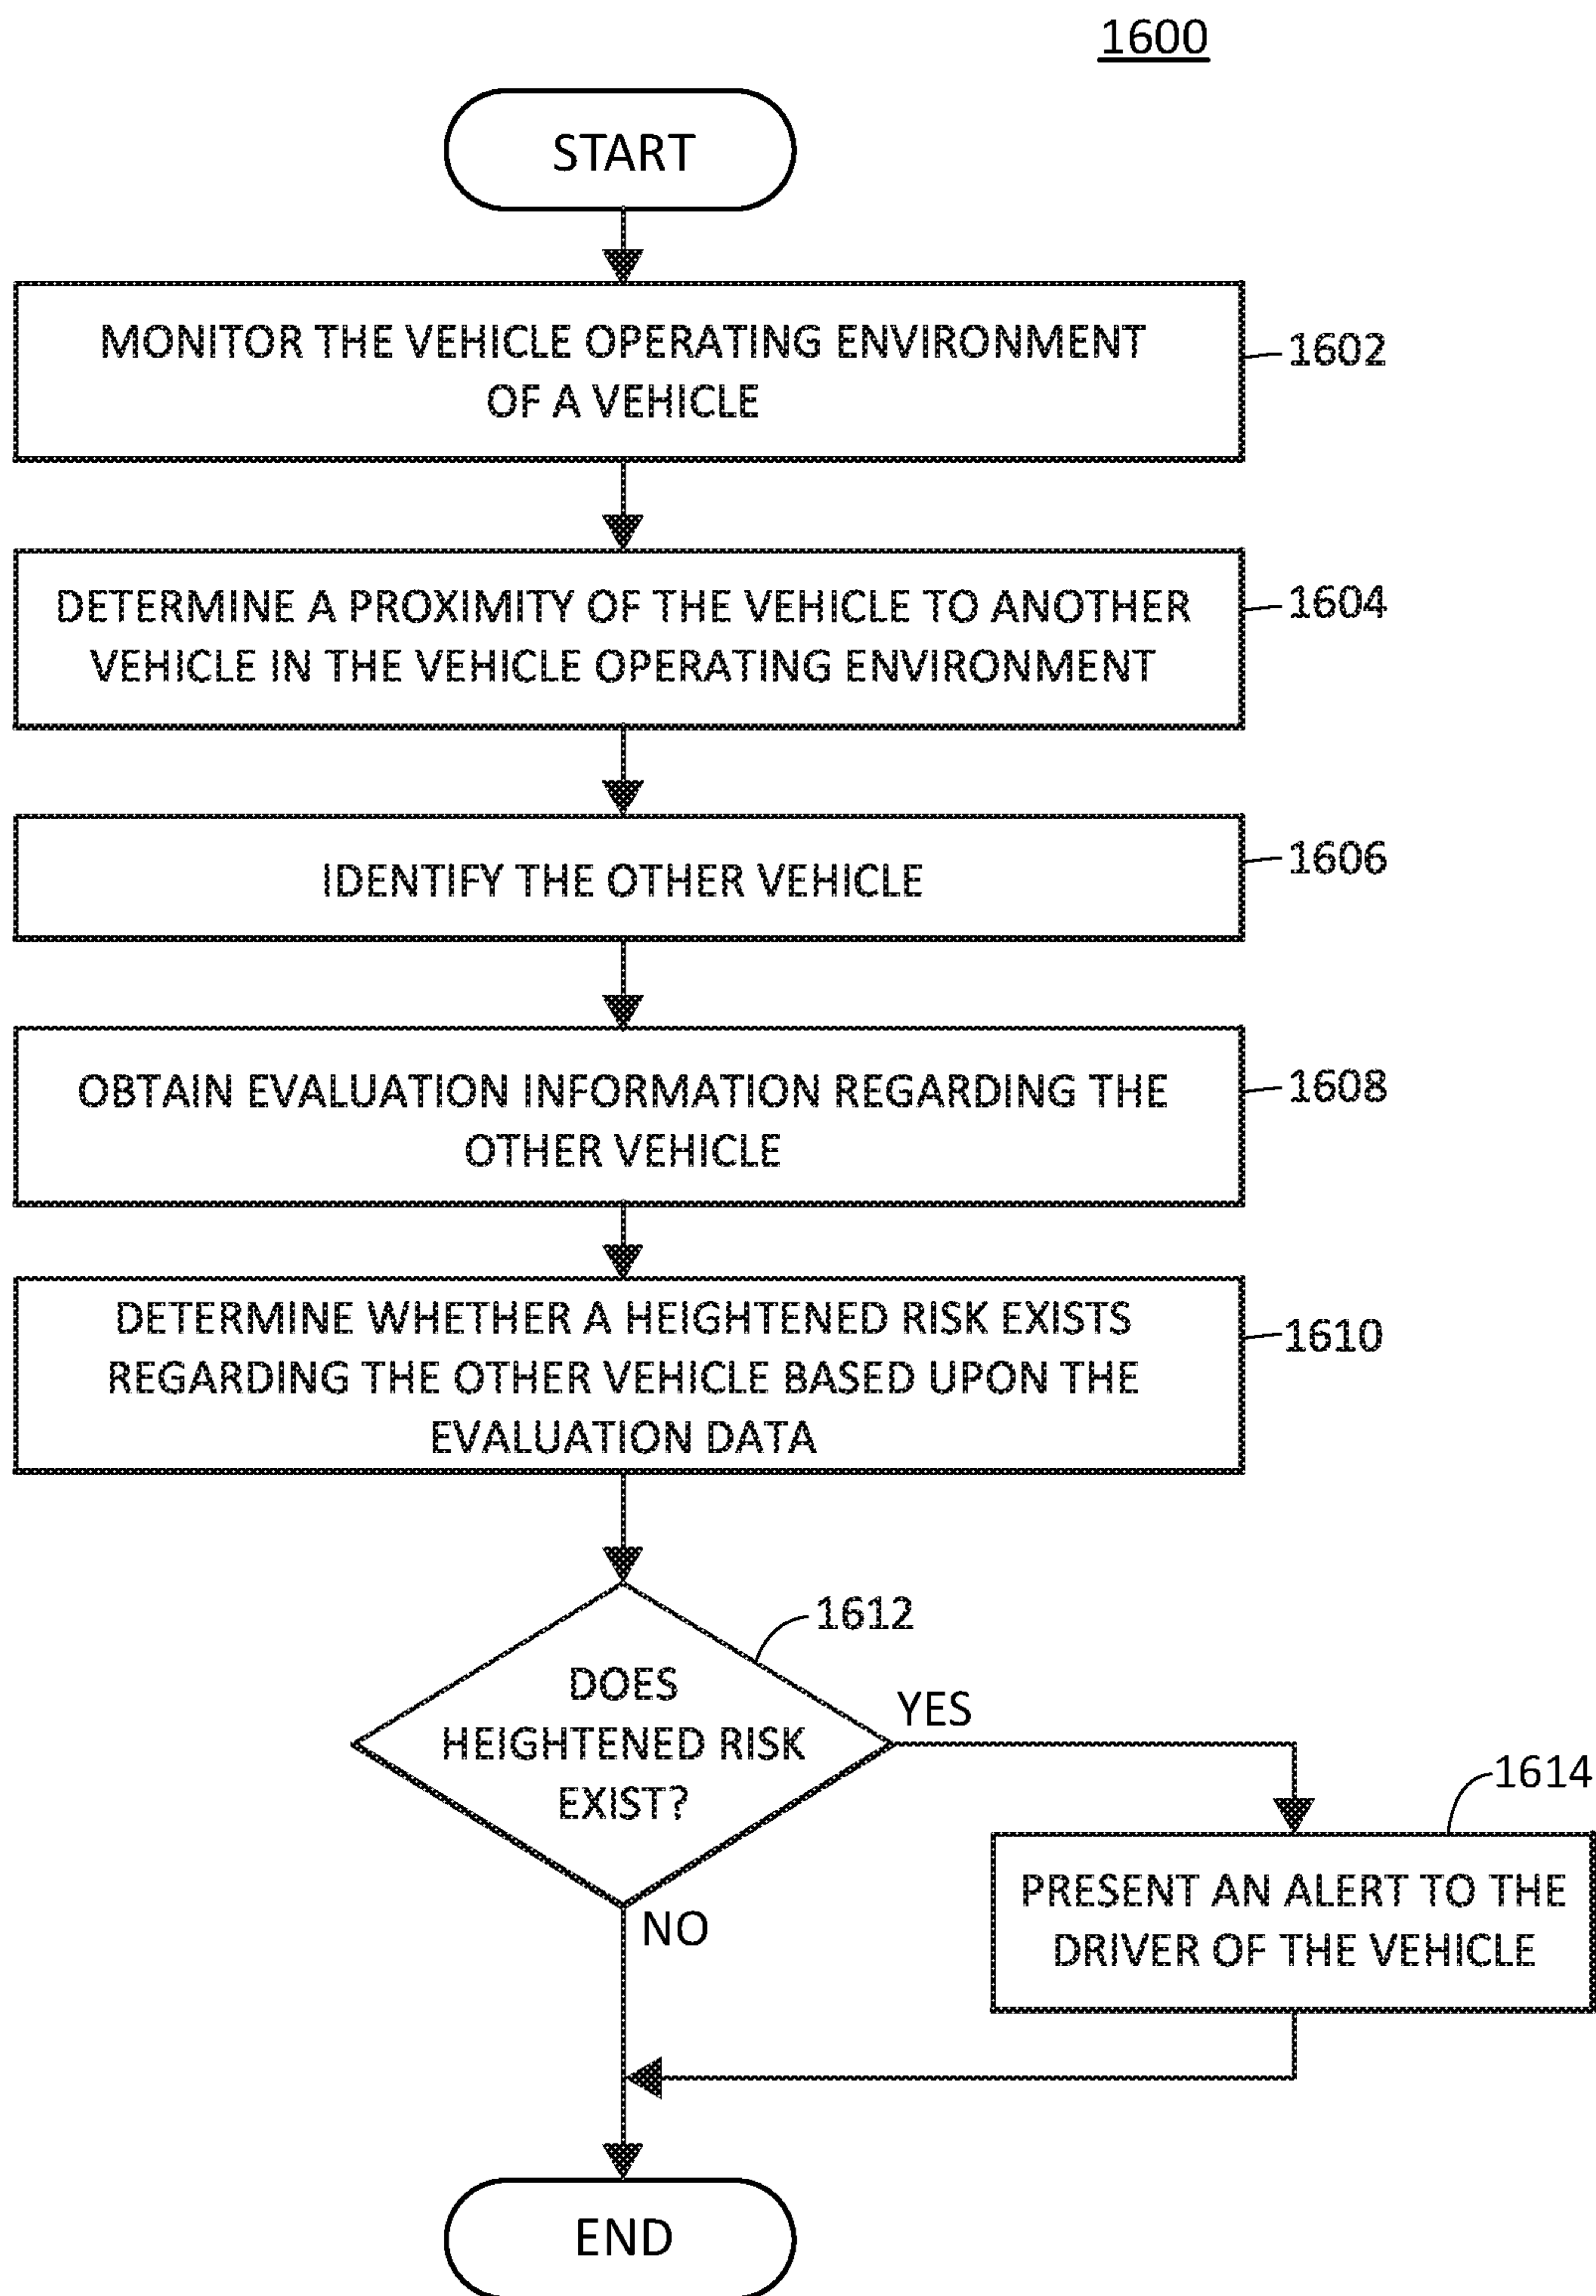 1600
START
MONITOR THE VEHICLE OPERATING ENVIRONMENT
OF A VEHICLE
1602
DETERMINE A PROXIMITY OF THE VEHICLE TO ANOTHER
VEHICLE IN THE VEHICLE OPERATING ENVIRONMENT
1604
IDENTIFY THE OTHER VEHICLE
1606
OBTAIN EVALUATION INFORMATION REGARDING THE
OTHER VEHICLE
1608
DETERMINE WHETHER A HEIGHTENED RISK EXISTS
REGARDING THE OTHER VEHICLE BASED UPON THE
EVALUATION DATA
1610
1612
DOES
HEIGHTENED RISK
EXIST?
YES
NO
1614
PRESENT AN ALERT TO THE
DRIVER OF THE VEHICLE
END